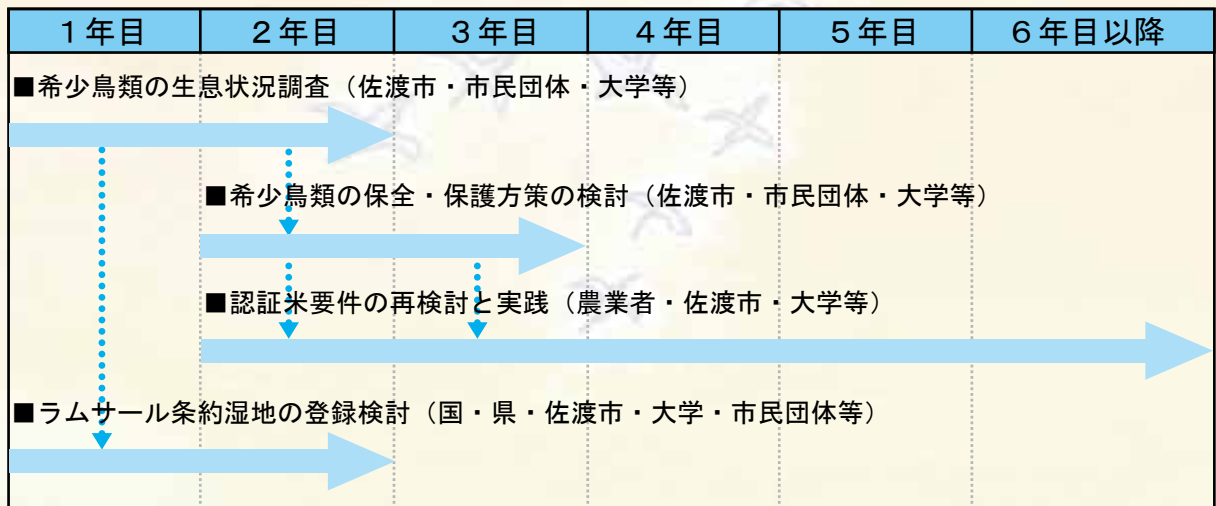 １年目 ２年目 ３年目 ４年目 ５年目 ６年目以降
■希少鳥類の生息状況調査（佐渡市・市民団体・大学等）
■希少鳥類の保全・保護方策の検討（佐渡市・市民団体・大学等）
■認証米要件の再検討と実践（農業者・佐渡市・大学等）
■ラムサール条約湿地の登録検討（国・県・佐渡市・大学・市民団体等）